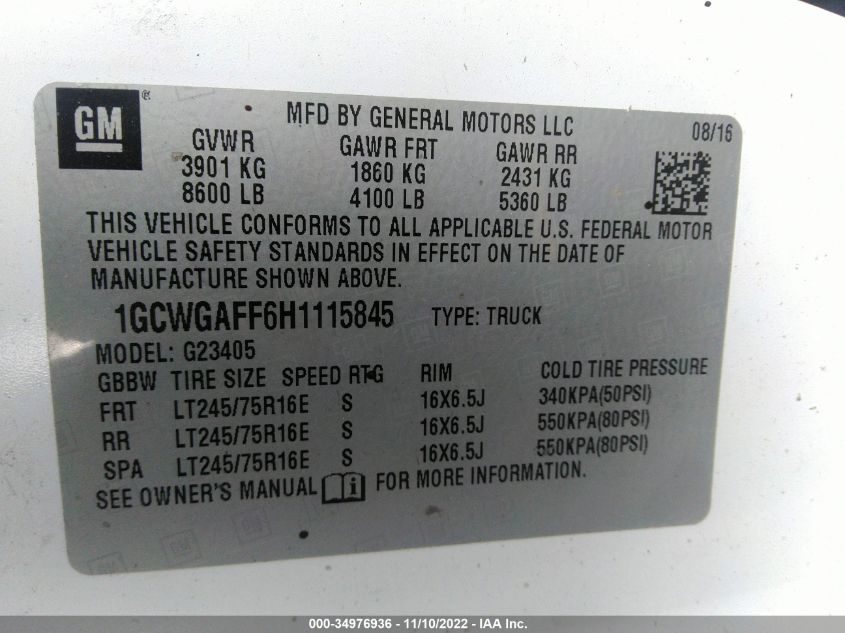 GM ®
MFD BY GENERAL MOTORS LLC 08/16
GVWR GAWR FRT GAWR RR
3901 KG 1860 KG 2431 KG
8600 LB 4100 LB 5360 LB
THIS VEHICLE CONFORMS TO ALL APPLICABLE U.S. FEDERAL MOTOR
VEHICLE SAFETY STANDARDS IN EFFECT ON THE DATE OF
MANUFACTURE SHOWN ABOVE.
1GCWGAFF6H1115845 TYPE: TRUCK
MODEL: G23405
GBBW TIRE SIZE SPEED RTG RIM COLD TIRE PRESSURE
FRT LT245/75R16E S 16X6.5J 340KPA(50PSI)
RR LT245/75R16E S 16X6.5J 550KPA(80PSI)
SPA LT245/75R16E S 16X6.5J 550KPA(80PSI)
SEE OWNER'S MANUAL i FOR MORE INFORMATION.
000-34976936 - 11/10/2022 - IAA Inc.